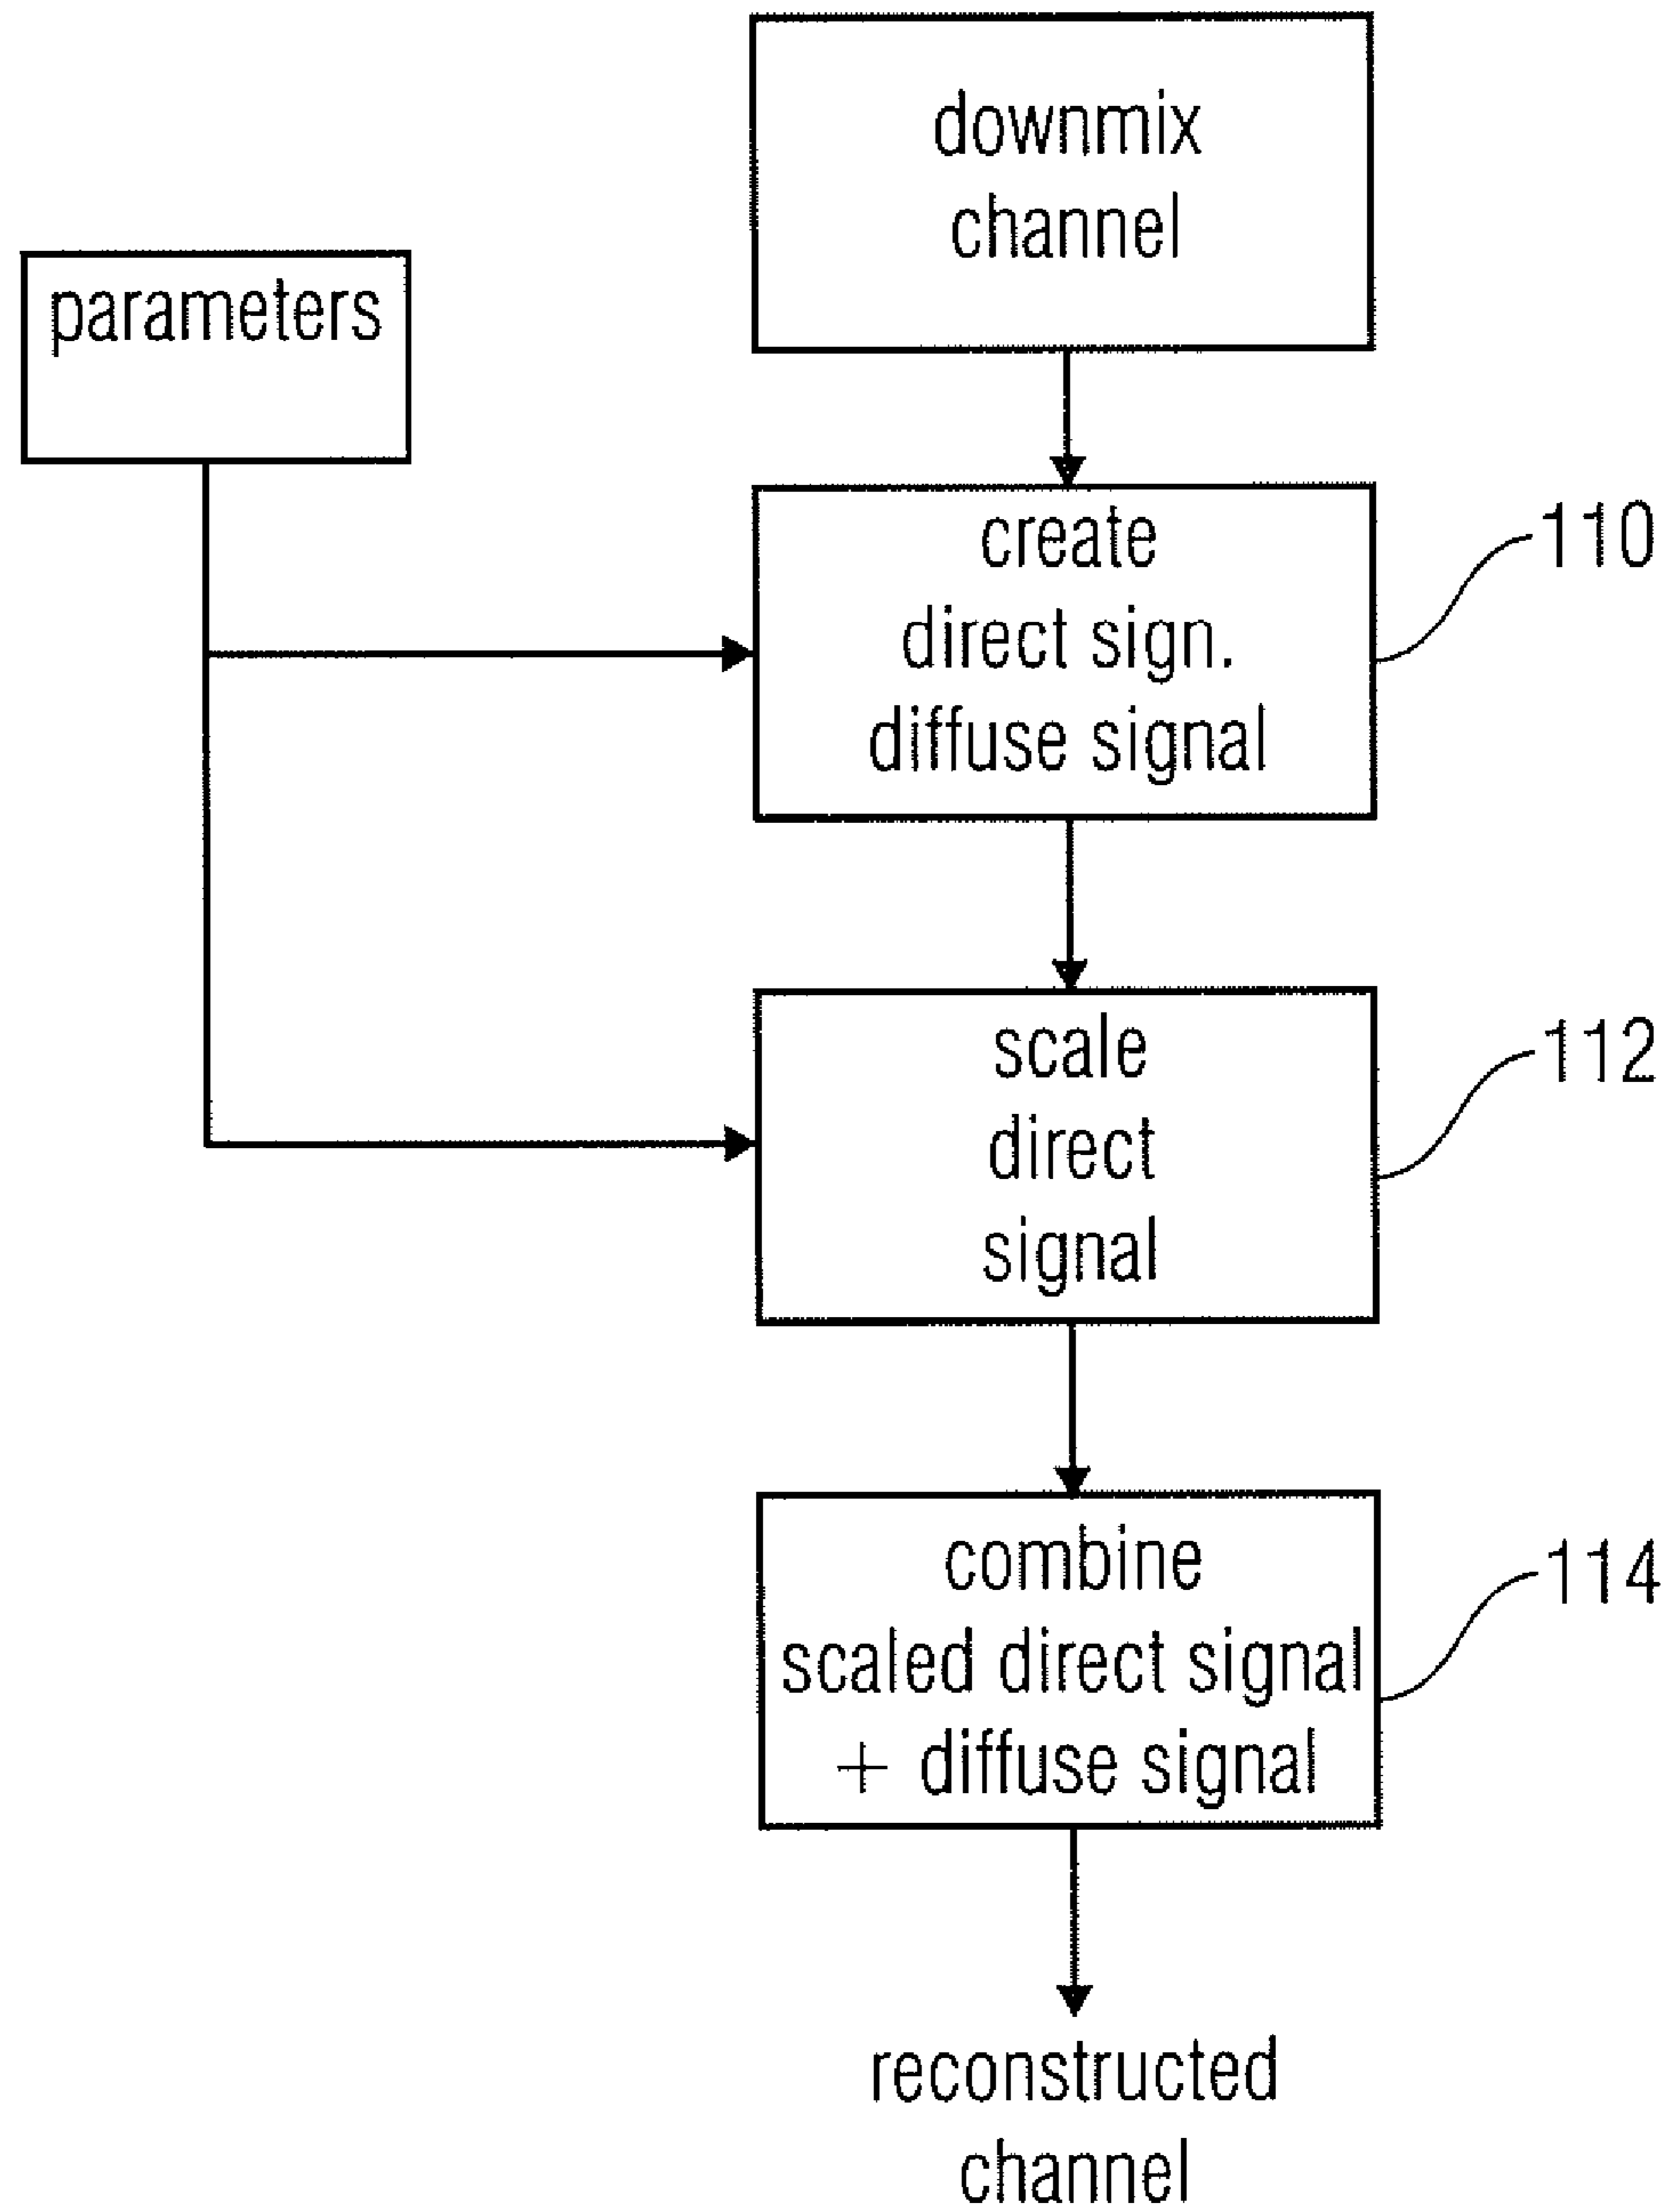 downmix
channel
parameters
create
direct sign.
diffuse signal
110
scale
direct
signal
112
combine
scaled direct signal
+ diffuse signal
114
reconstructed
channel